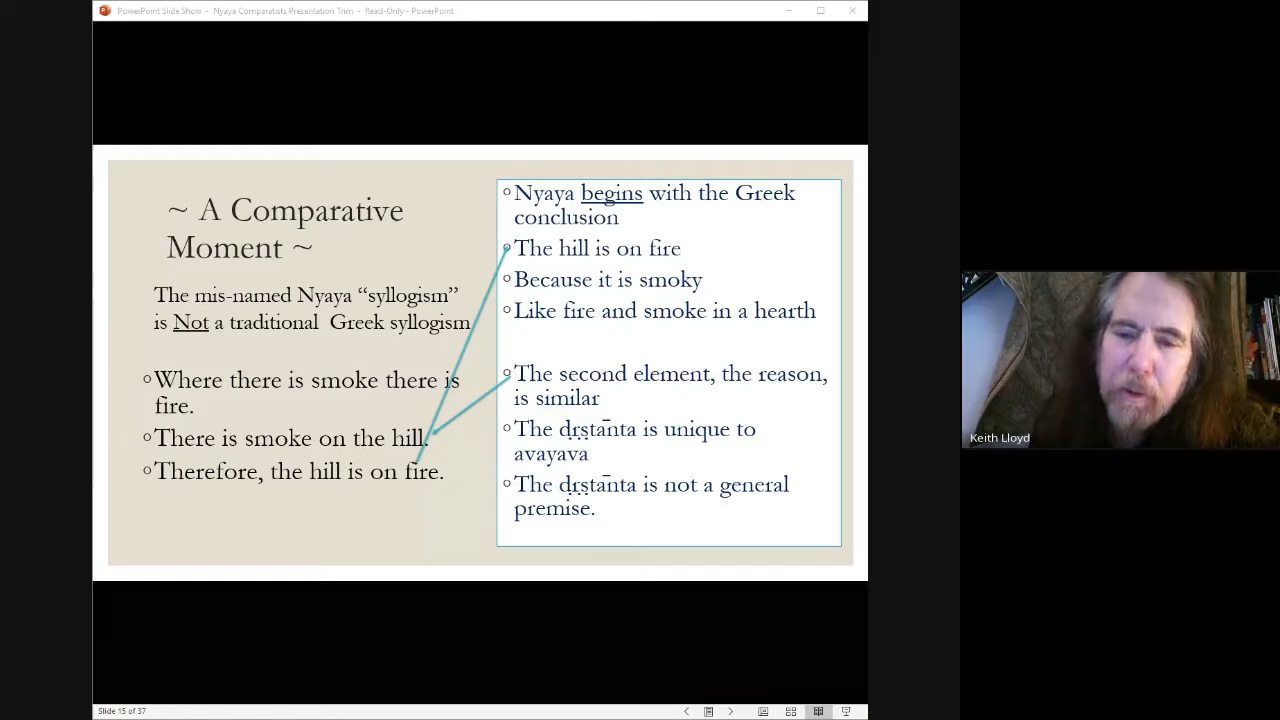 PowerPoint Slide Show - Nyaya Comparatists Presentation Trim - Read-Only - PowerPoint
~ A Comparative
Moment ~
The mis-named Nyaya “syllogism”
is Not a traditional Greek syllogism
Where there is smoke there is
fire.
There is smoke on the hill.
Therefore, the hill is on fire.
Nyaya begins with the Greek
conclusion
The hill is on fire
Because it is smoky
Like fire and smoke in a hearth
The second element, the reason,
is similar
The dṛṣṭānta is unique to
avayava
The dṛṣṭānta is not a general
premise.
Keith Lloyd
Slide 15 of 37